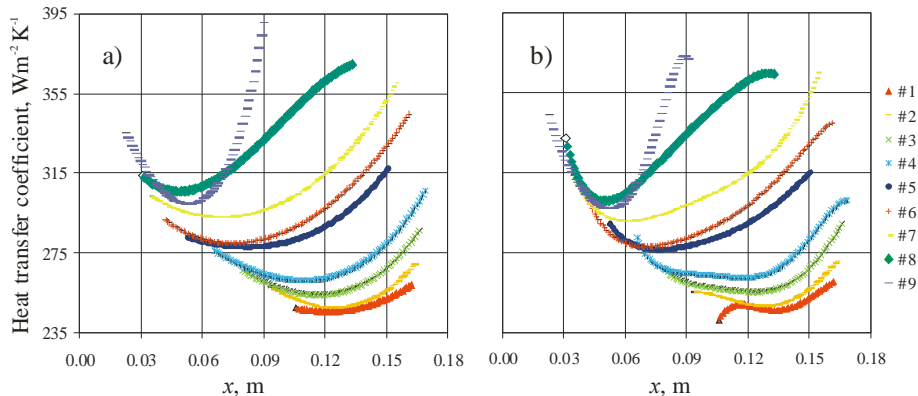 Heat transfer coefficient, Wm⁻² K⁻¹
395
355
315
275
235
a)
0.00 0.03 0.06 0.09 0.12 0.15 0.18
x, m
b)
0.00 0.03 0.06 0.09 0.12 0.15 0.18
x, m
#1
#2
#3
#4
#5
#6
#7
#8
#9